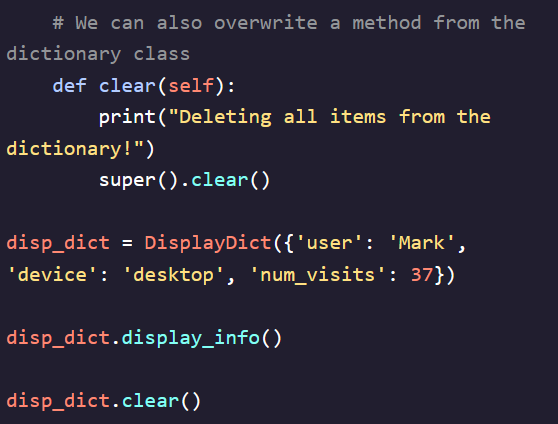 # We can also overwrite a method from the
dictionary class
    def clear(self):
        print("Deleting all items from the
dictionary!")
        super().clear()

disp_dict = DisplayDict({'user': 'Mark',
'device': 'desktop', 'num_visits': 37})

disp_dict.display_info()

disp_dict.clear()